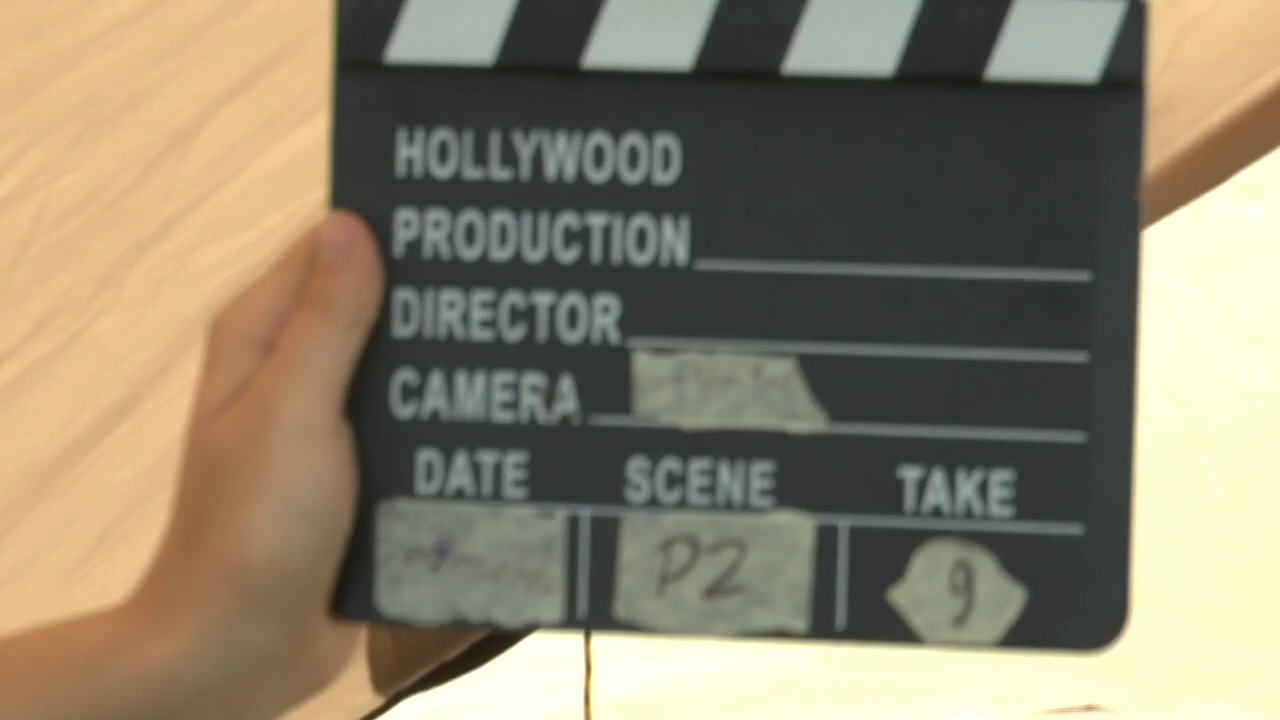 HOLLYWOOD
PRODUCTION
DIRECTOR
CAMERA
DATE SCENE TAKE
P2 9